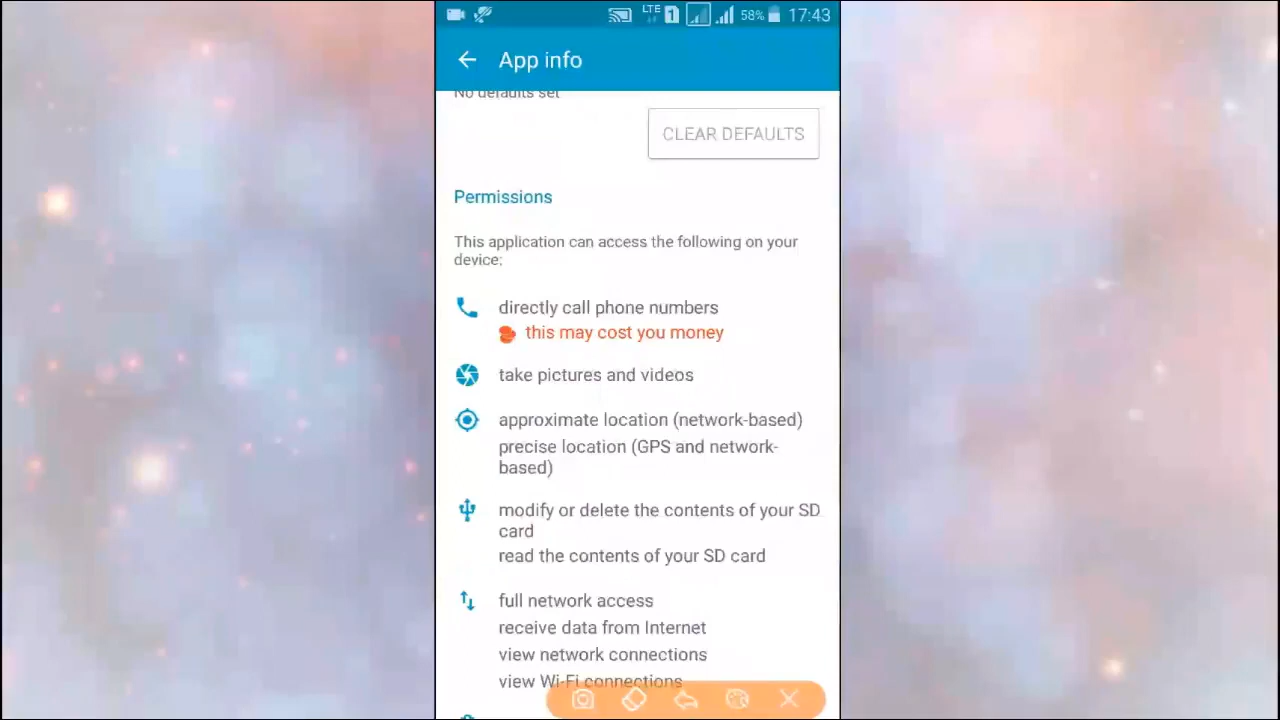 LTE 1 58% 17:43
App info
No defaults set
CLEAR DEFAULTS
Permissions
This application can access the following on your
device:
directly call phone numbers
this may cost you money
take pictures and videos
approximate location (network-based)
precise location (GPS and network-
based)
modify or delete the contents of your SD
card
read the contents of your SD card
full network access
receive data from Internet
view network connections
view Wi-Fi connections